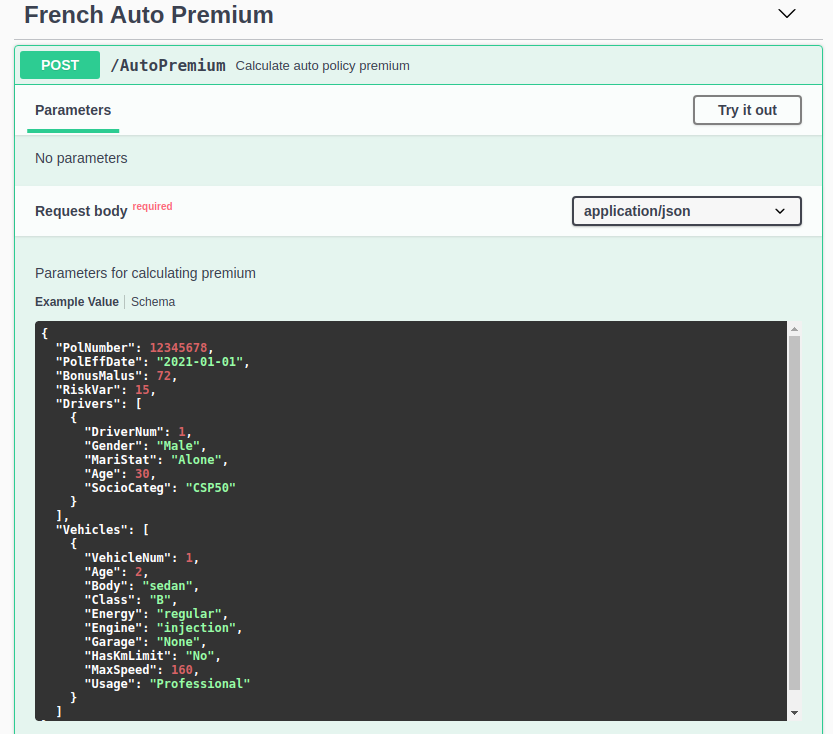 French Auto Premium
POST /AutoPremium Calculate auto policy premium
Parameters
Try it out
No parameters
Request body required
application/json
Parameters for calculating premium
Example Value | Schema
{
  "PolNumber": 12345678,
  "PolEffDate": "2021-01-01",
  "BonusMalus": 72,
  "RiskVar": 15,
  "Drivers": [
    {
      "DriverNum": 1,
      "Gender": "Male",
      "MariStat": "Alone",
      "Age": 30,
      "SocioCateg": "CSP50"
    }
  ],
  "Vehicles": [
    {
      "VehicleNum": 1,
      "Age": 2,
      "Body": "sedan",
      "Class": "B",
      "Energy": "regular",
      "Engine": "injection",
      "Garage": "None",
      "HasKmLimit": "No",
      "MaxSpeed": 160,
      "Usage": "Professional"
    }
  ]